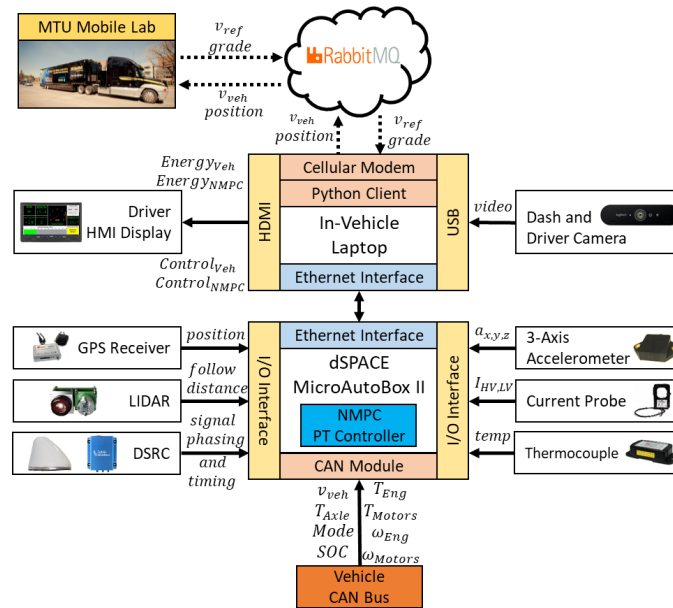 MTU Mobile Lab
v_ref
grade
v_veh
position
RabbitMQ
v_veh
position
v_ref
grade
Energy_Veh
Energy_NMPC
HDMI
Cellular Modem
Python Client
In-Vehicle
Laptop
Ethernet Interface
USB
video
Dash and
Driver Camera
Driver
HMI Display
Control_Veh
Control_NMPC
GPS Receiver
position
LIDAR
follow
distance
DSRC
signal
phasing
and
timing
I/O Interface
Ethernet Interface
dSPACE
MicroAutoBox II
NMPC
PT Controller
CAN Module
I/O Interface
a_x,y,z
3-Axis
Accelerometer
I_HV,LV
Current Probe
temp
Thermocouple
v_veh T_Eng
T_Axle T_Motors
Mode ω_Eng
SOC ω_Motors
Vehicle
CAN Bus